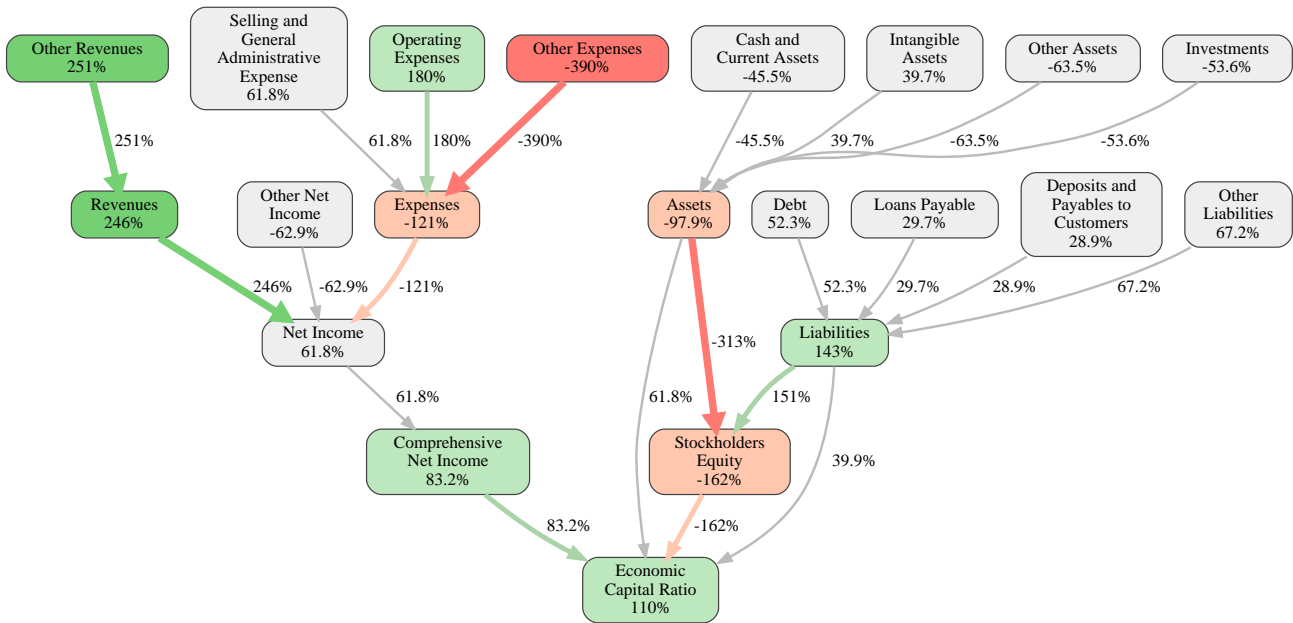 Other Revenues
251%
Selling and
General
Administrative
Expense
61.8%
Operating
Expenses
180%
Other Expenses
-390%
Cash and
Current Assets
-45.5%
Intangible
Assets
39.7%
Other Assets
-63.5%
Investments
-53.6%
251%
61.8%
180%
-390%
-45.5%
39.7%
-63.5%
-53.6%
Revenues
246%
Other Net
Income
-62.9%
Expenses
-121%
Assets
-97.9%
Debt
52.3%
Loans Payable
29.7%
Deposits and
Payables to
Customers
28.9%
Other
Liabilities
67.2%
246%
-62.9%
-121%
52.3%
29.7%
28.9%
67.2%
Net Income
61.8%
-313%
Liabilities
143%
61.8%
61.8%
151%
Comprehensive
Net Income
83.2%
Stockholders
Equity
-162%
39.9%
83.2%
-162%
Economic
Capital Ratio
110%